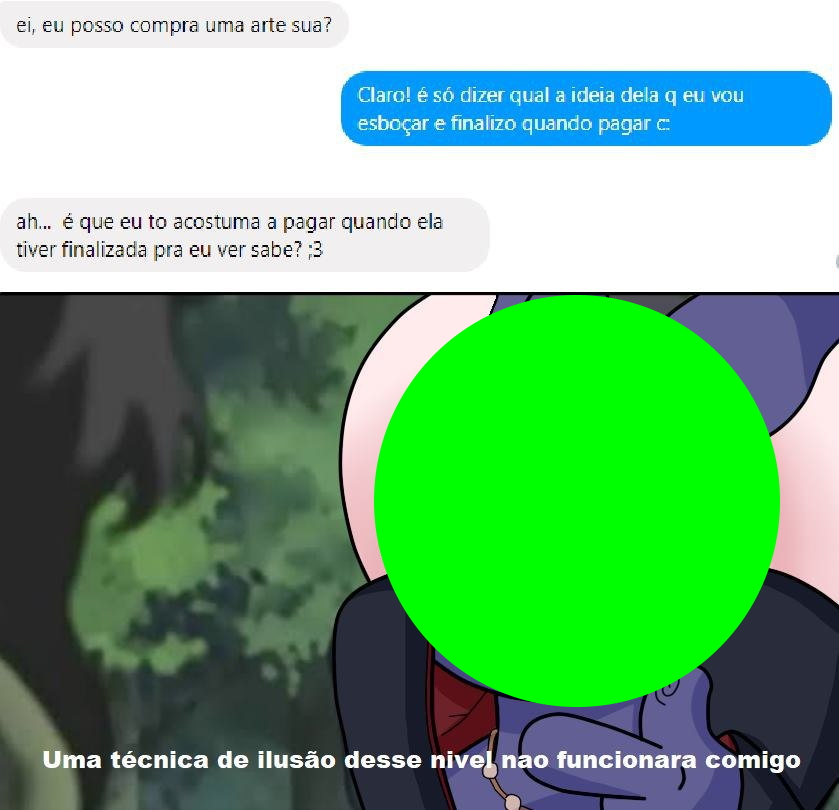 ei, eu posso compra uma arte sua?
Claro! é só dizer qual a ideia dela q eu vou
esboçar e finalizo quando pagar c:
ah... é que eu to acostuma a pagar quando ela
tiver finalizada pra eu ver sabe? ;3
Uma técnica de ilusão desse nivel nao funcionara comigo